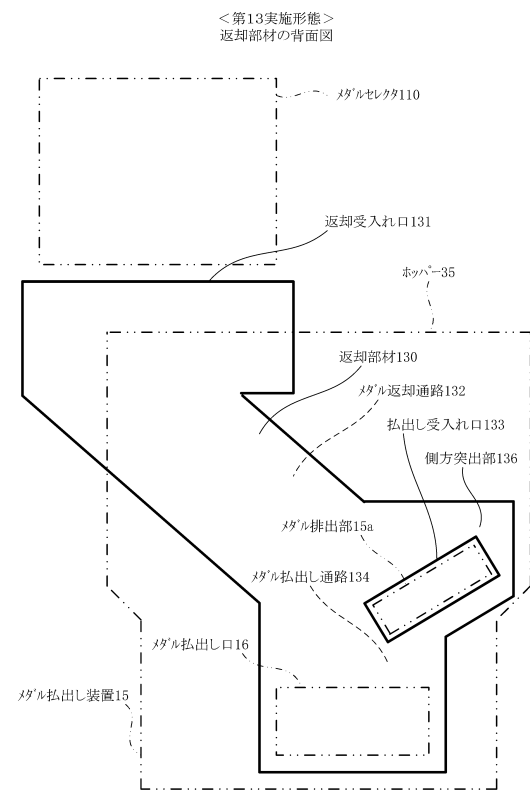 ＜第13実施形態＞
返却部材の背面図
メダルセレクタ110
返却受入れ口131
ホッパー35
返却部材130
メダル返却通路132
払出し受入れ口133
側方突出部136
メダル排出部15a
メダル払出し通路134
メダル払出し口16
メダル払出し装置15